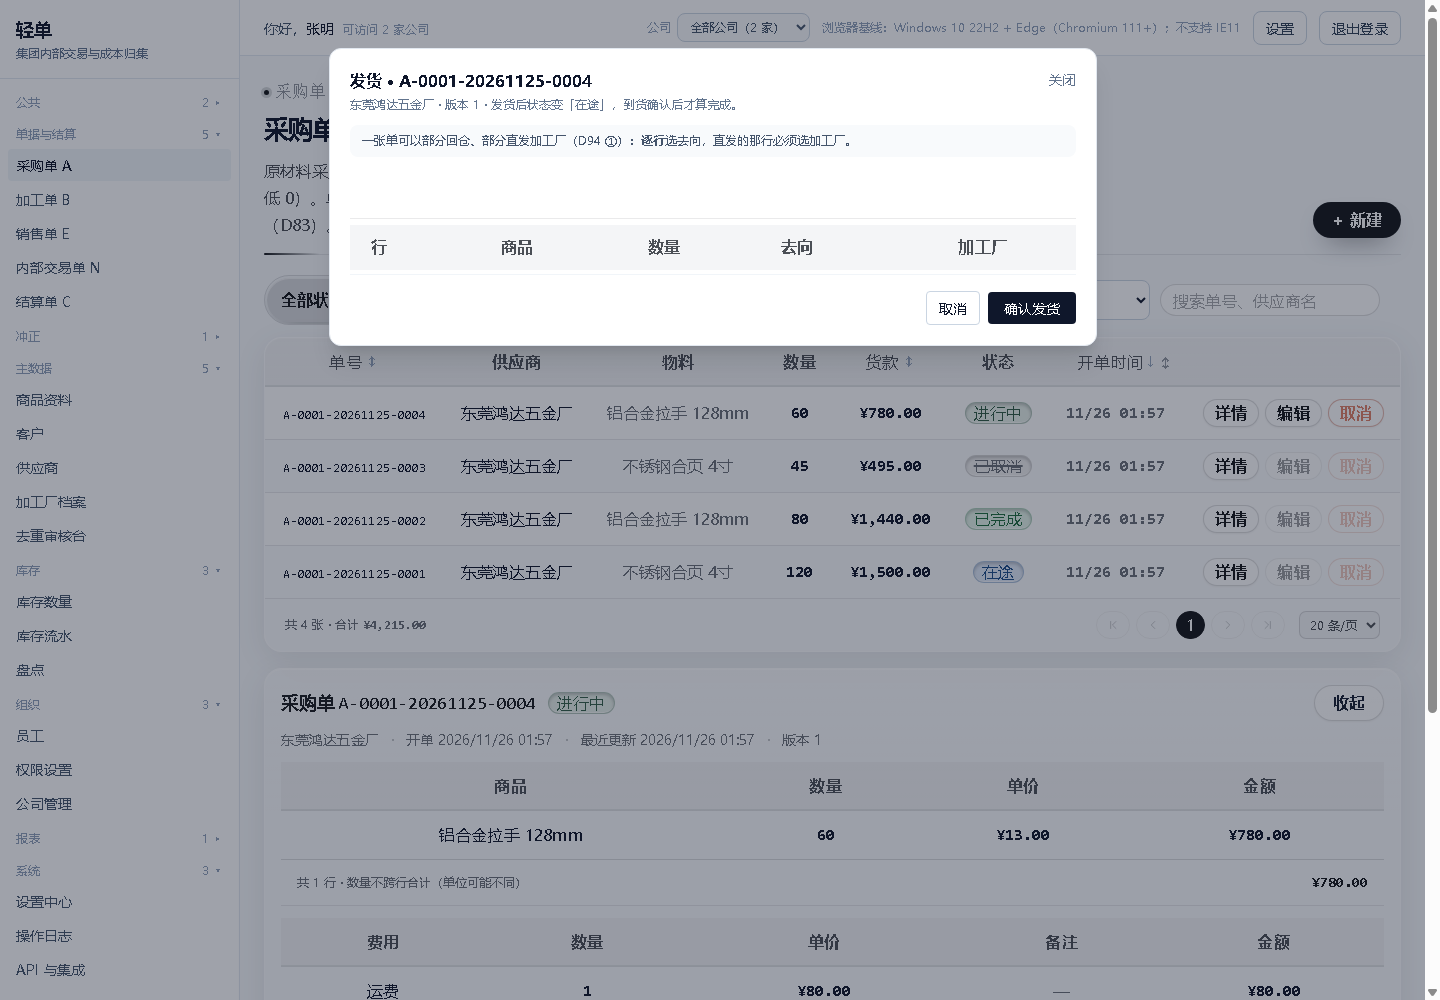 轻单
集团内部交易与成本归集
公共 2
单据与结算 5
采购单 A
加工单 B
销售单 E
内部交易单 N
结算单 C
冲正 1
主数据 5
商品资料
客户
供应商
加工厂档案
去重审核台
库存 3
库存数量
库存流水
盘点
组织 3
员工
权限设置
公司管理
报表 1
系统 3
设置中心
操作日志
API 与集成
你好，张明 可访问 2 家公司
公司 全部公司（2 家） 浏览器基线：Windows 10 22H2 + Edge（Chromium 111+）；不支持 IE11 设置 退出登录
采购单
采购单
原材料采
低 0）。
（D83）。
+ 新建
全部状
搜索单号、供应商名
发货 • A-0001-20261125-0004 关闭
东莞鸿达五金厂 · 版本 1 · 发货后状态变「在途」，到货确认后才算完成。
一张单可以部分回仓、部分直发加工厂（D94 ①）：逐行选去向，直发的那行必须选加工厂。
行 商品 数量 去向 加工厂
取消 确认发货
单号 ↕ 供应商 物料 数量 货款 ↕ 状态 开单时间 ↓ ↕
A-0001-20261125-0004 东莞鸿达五金厂 铝合金拉手 128mm 60 ¥780.00 进行中 11/26 01:57 详情 编辑 取消
A-0001-20261125-0003 东莞鸿达五金厂 不锈钢合页 4寸 45 ¥495.00 已取消 11/26 01:57 详情 编辑 取消
A-0001-20261125-0002 东莞鸿达五金厂 铝合金拉手 128mm 80 ¥1,440.00 已完成 11/26 01:57 详情 编辑 取消
A-0001-20261125-0001 东莞鸿达五金厂 不锈钢合页 4寸 120 ¥1,500.00 在途 11/26 01:57 详情 编辑 取消
共 4 张 · 合计 ¥4,215.00 1 20 条/页
采购单 A-0001-20261125-0004 进行中 收起
东莞鸿达五金厂 · 开单 2026/11/26 01:57 · 最近更新 2026/11/26 01:57 · 版本 1
商品 数量 单价 金额
铝合金拉手 128mm 60 ¥13.00 ¥780.00
共 1 行 · 数量不跨行合计（单位可能不同） ¥780.00
费用 数量 单价 备注 金额
运费 1 ¥80.00 — ¥80.00